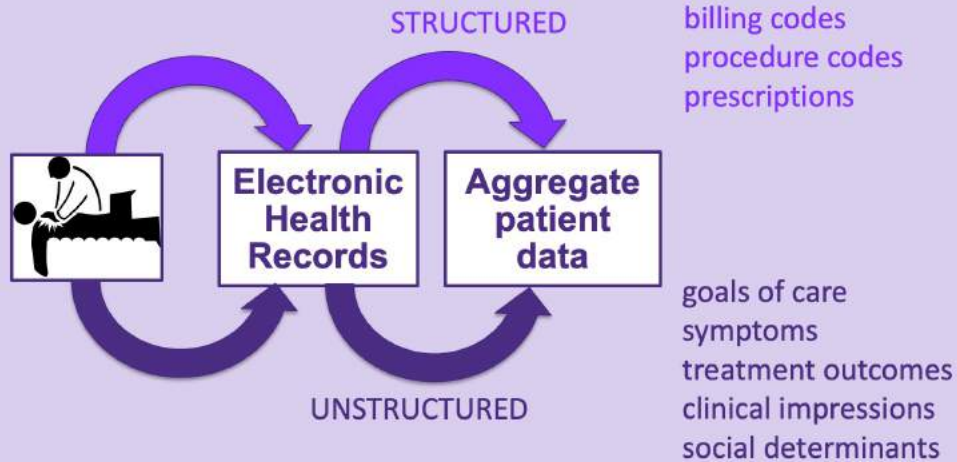 STRUCTURED
billing codes
procedure codes
prescriptions
Electronic
Health
Records
Aggregate
patient
data
goals of care
symptoms
treatment outcomes
clinical impressions
social determinants
UNSTRUCTURED